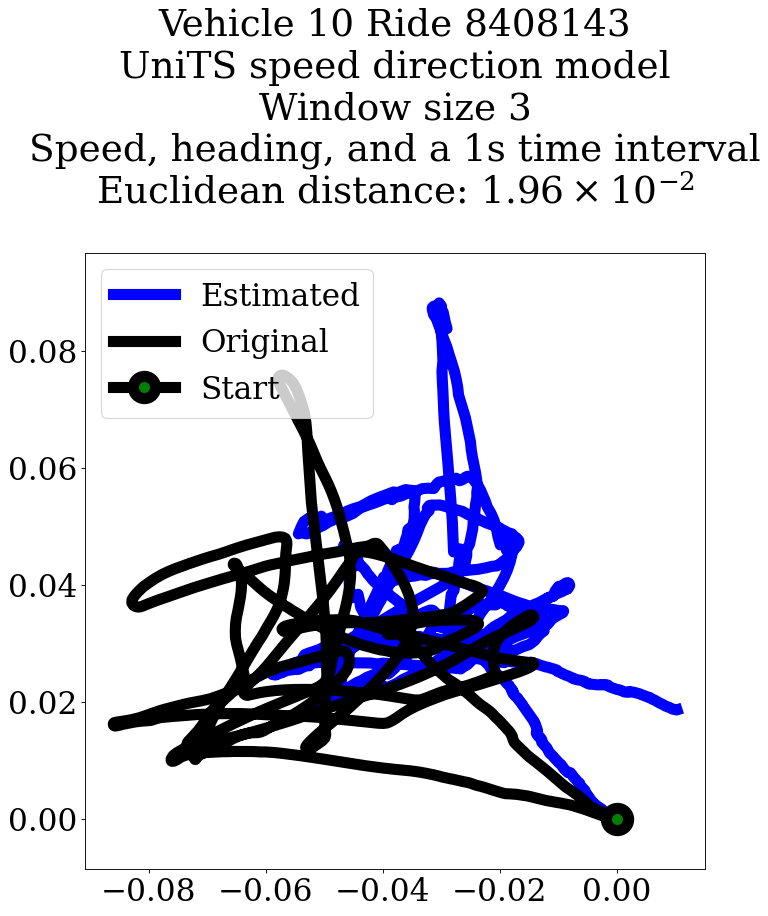 Vehicle 10 Ride 8408143
UniTS speed direction model
Window size 3
Speed, heading, and a 1s time interval
Euclidean distance: 1.96 × 10⁻²
Estimated
Original
Start
0.08
0.06
0.04
0.02
0.00
−0.08 −0.06 −0.04 −0.02 0.00